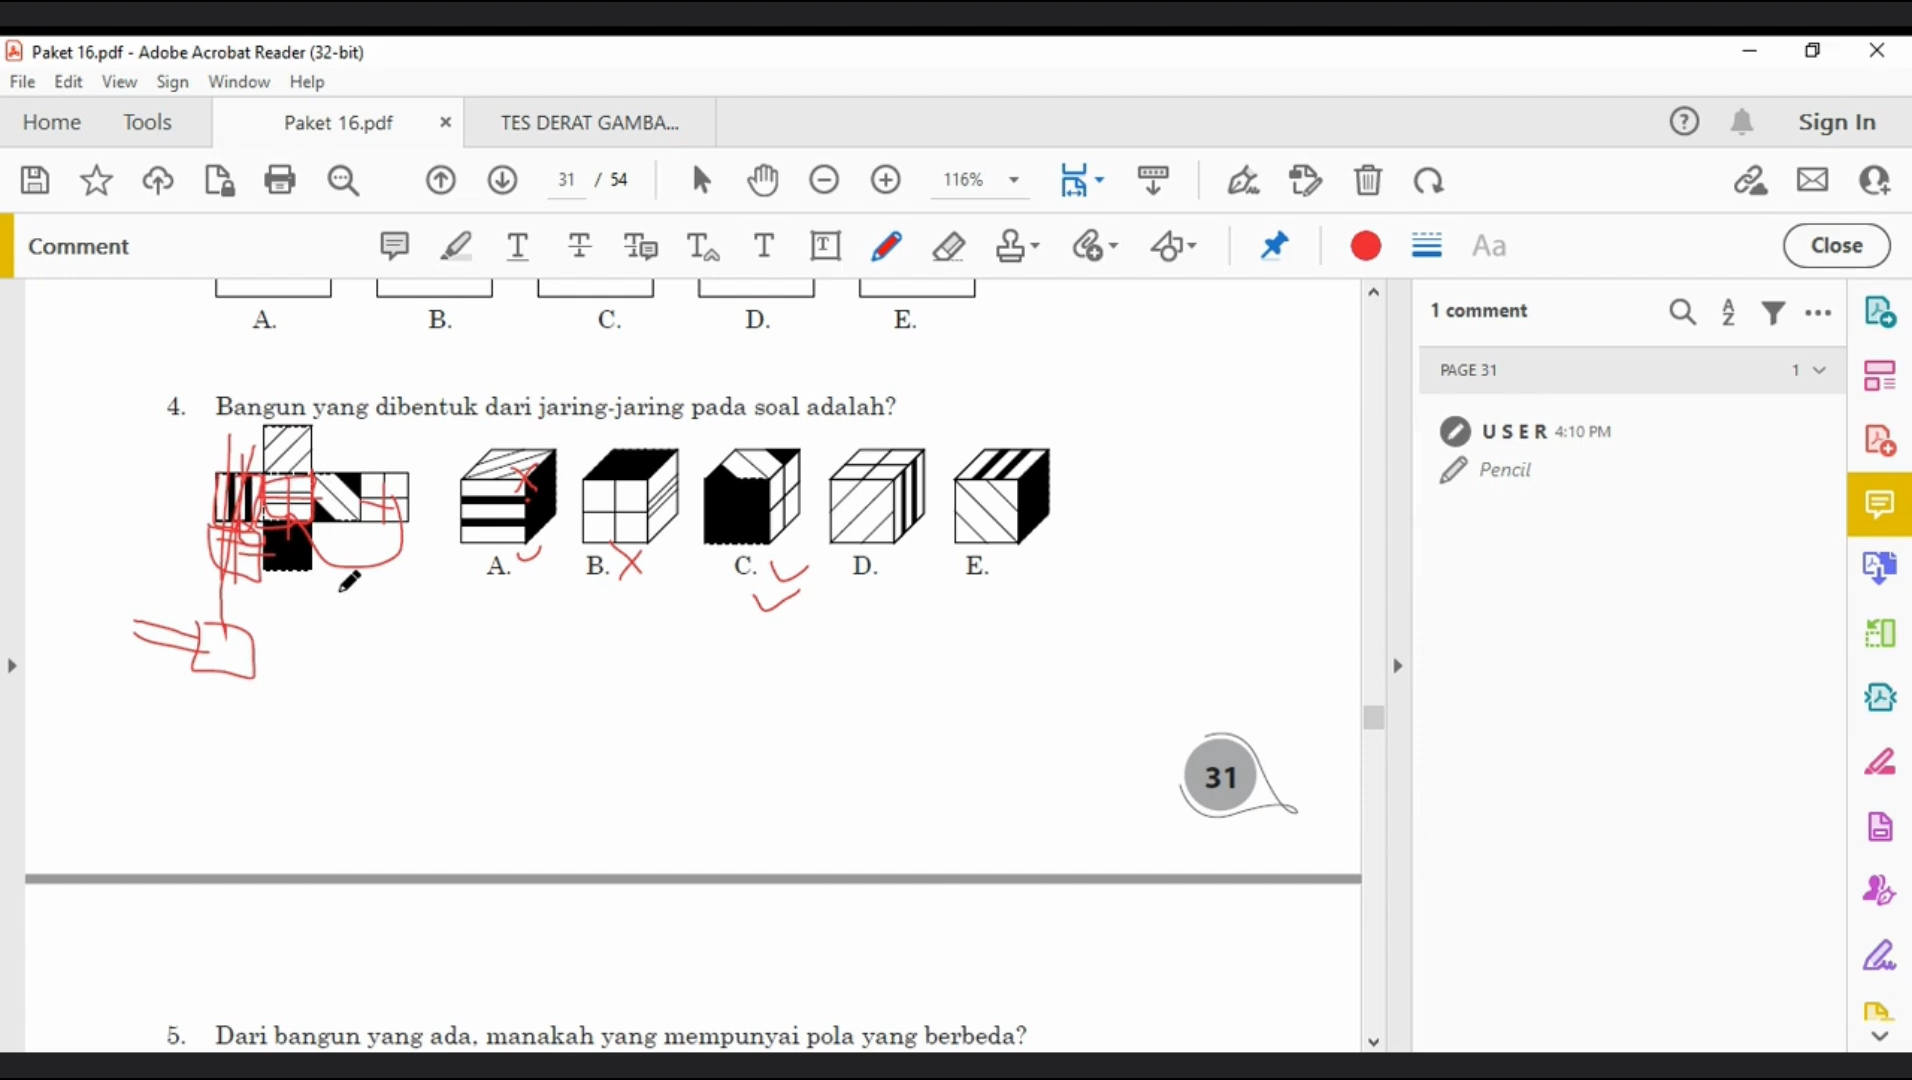 Paket 16.pdf - Adobe Acrobat Reader (32-bit)
File Edit View Sign Window Help
Home Tools Paket 16.pdf × TES DERAT GAMBA... Sign In
31 / 54 116%
Comment Aa Close
A. B. C. D. E.
4. Bangun yang dibentuk dari jaring-jaring pada soal adalah?
A. B. C. D. E.
31
5. Dari bangun yang ada, manakah yang mempunyai pola yang berbeda?
1 comment
PAGE 31 1
U S E R 4:10 PM
Pencil